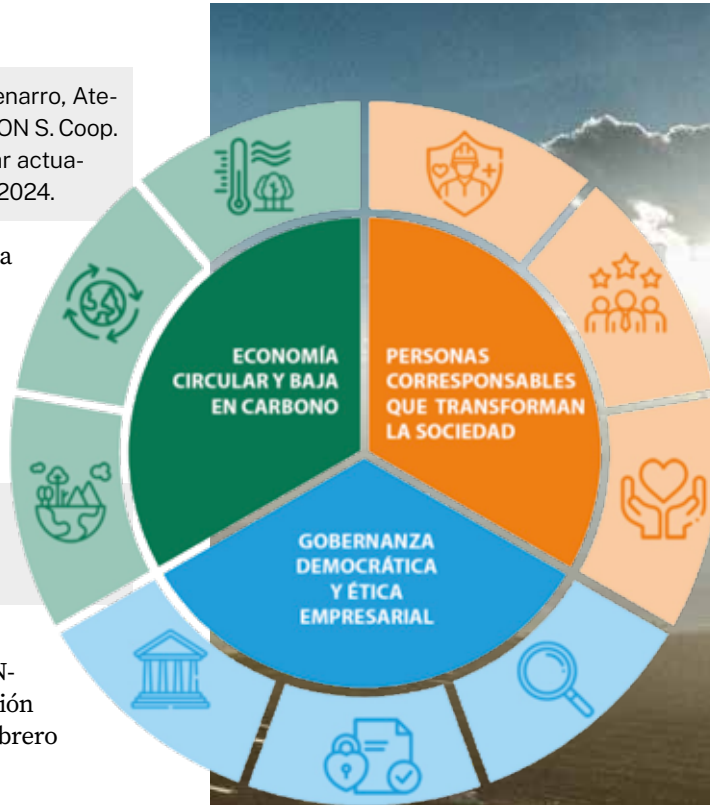 enarro, Ate-
ON S. Coop.
ar actua-
2024.
a
ECONOMÍA
CIRCULAR Y BAJA
EN CARBONO
PERSONAS
CORRESPONSABLES
QUE TRANSFORMAN
LA SOCIEDAD
GOBERNANZA
DEMOCRÁTICA
Y ÉTICA
EMPRESARIAL
N-
ión
brero